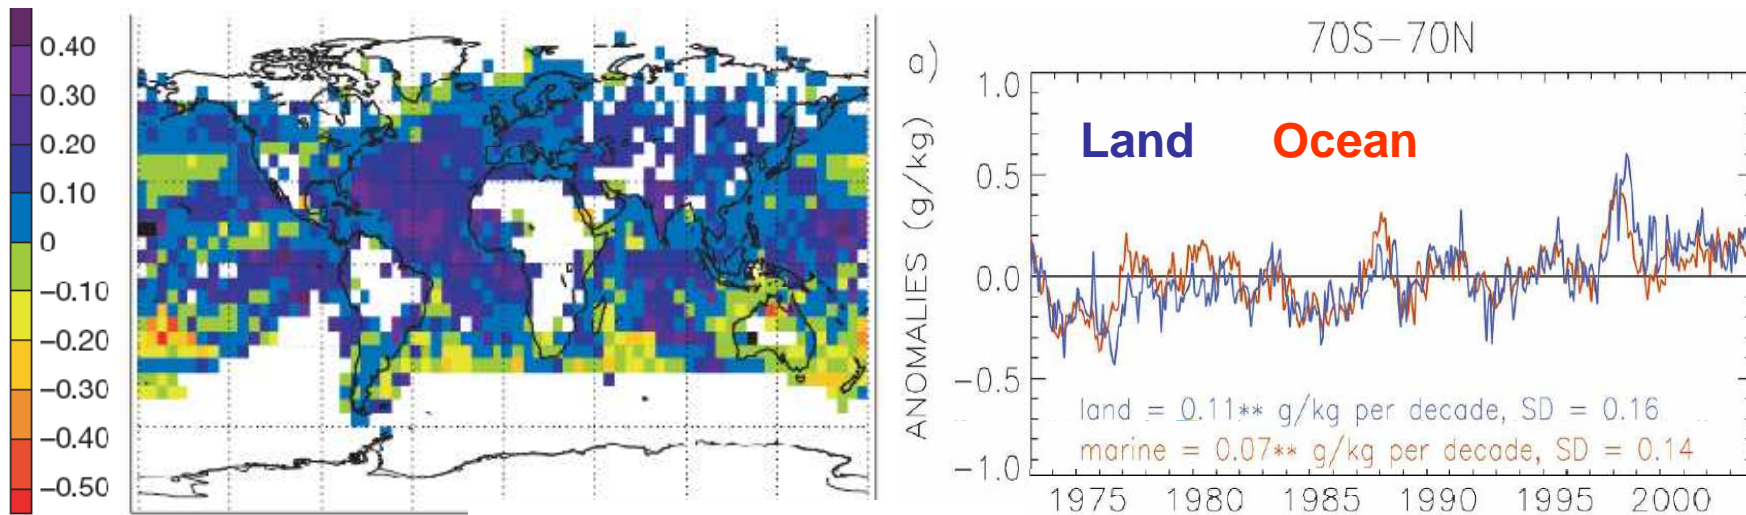 0.40
0.30
0.20
0.10
0
−0.10
−0.20
−0.30
−0.40
−0.50
70S−70N
a)
ANOMALIES (g/kg)
1.0
0.5
0.0
−0.5
−1.0
Land Ocean
land = 0.11** g/kg per decade, SD = 0.16
marine = 0.07** g/kg per decade, SD = 0.14
1975 1980 1985 1990 1995 2000